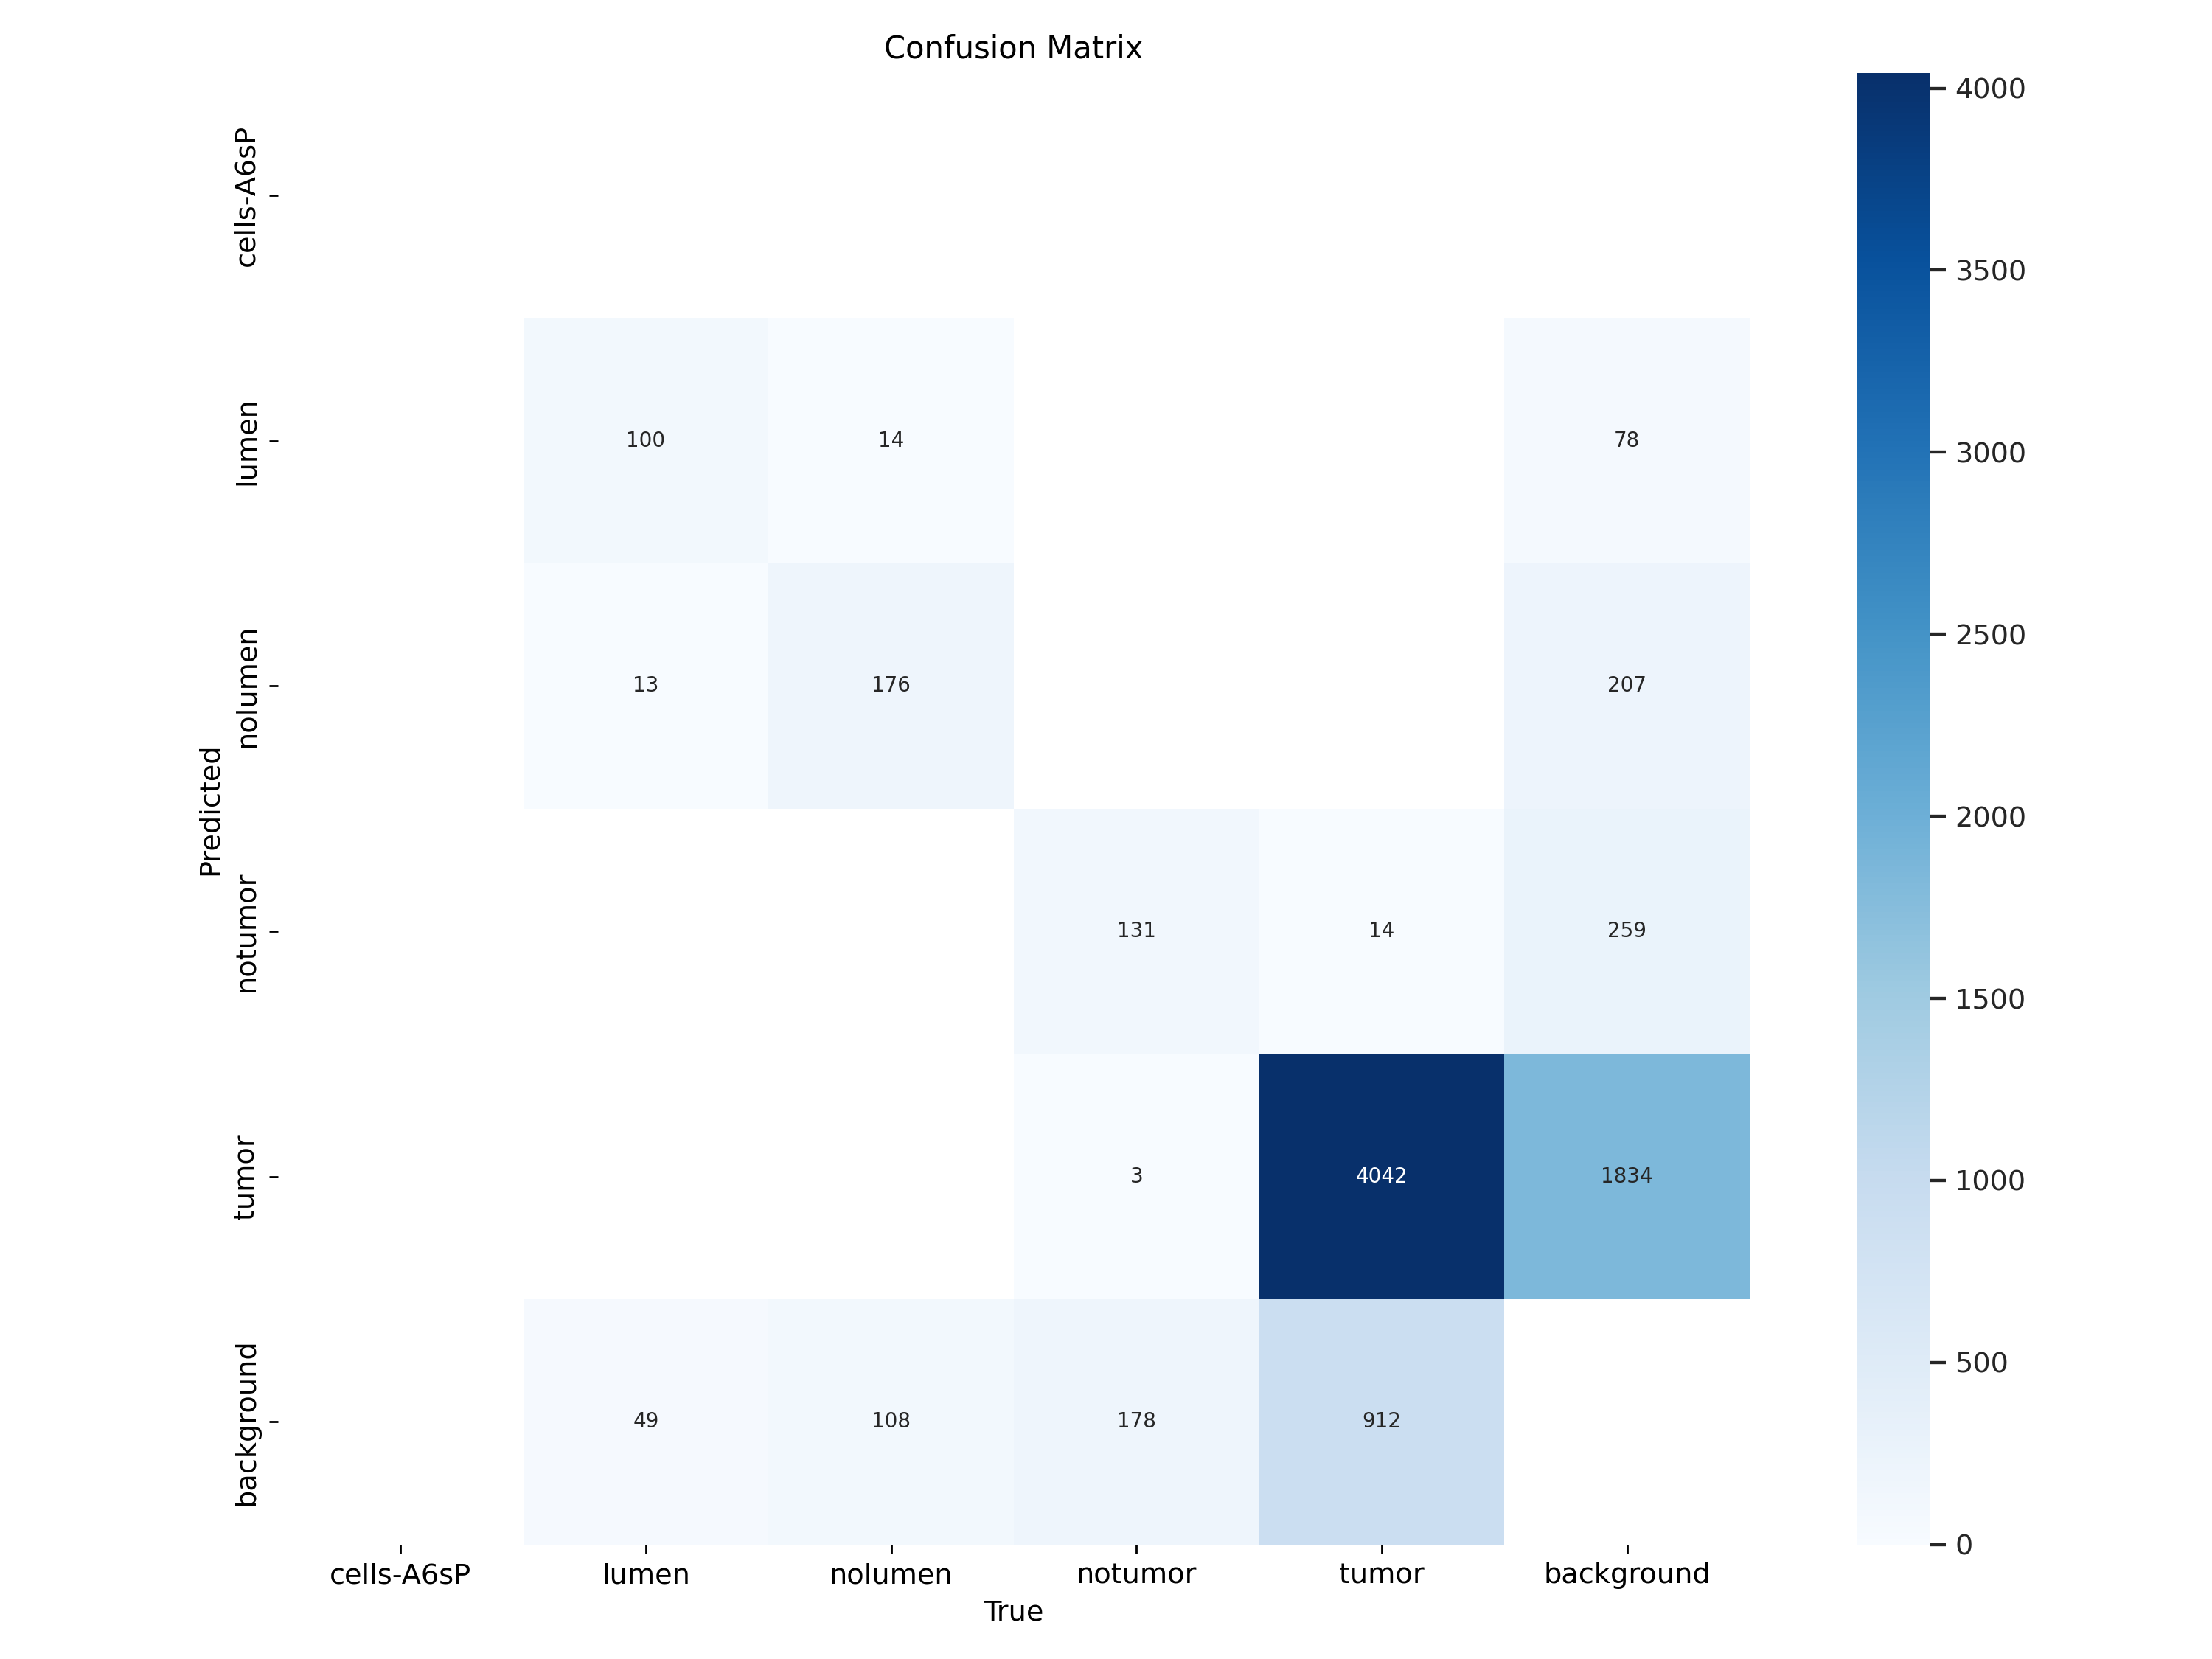 Confusion Matrix
cells-A6sP
lumen
100 14 78
nolumen
13 176 207
Predicted
notumor
131 14 259
tumor
3 4042 1834
background
49 108 178 912
cells-A6sP lumen nolumen notumor tumor background
True
4000
3500
3000
2500
2000
1500
1000
500
0